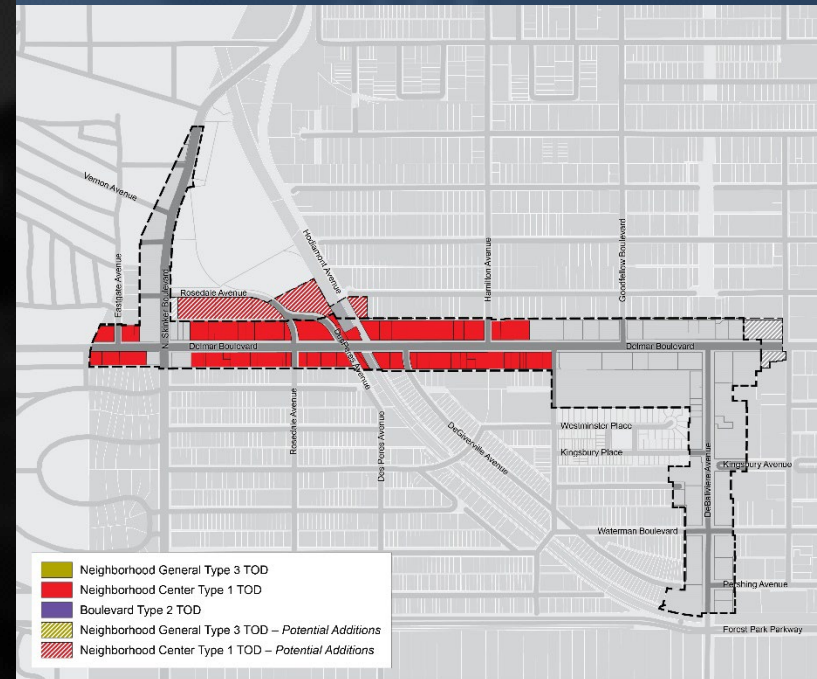 Vernon Avenue
Eastgate Avenue
N. Skinker Boulevard
Hodiamont Avenue
Hamilton Avenue
Goodfellow Boulevard
Rosedale Avenue
Delmar Boulevard
Delmar Boulevard
Des Peres Avenue
Rosedale Avenue
Des Peres Avenue
DeGiverville Avenue
Westminster Place
Kingsbury Place
DeBaliviere Avenue
Kingsbury Avenue
Waterman Boulevard
Pershing Avenue
Forest Park Parkway
Neighborhood General Type 3 TOD
Neighborhood Center Type 1 TOD
Boulevard Type 2 TOD
Neighborhood General Type 3 TOD – Potential Additions
Neighborhood Center Type 1 TOD – Potential Additions